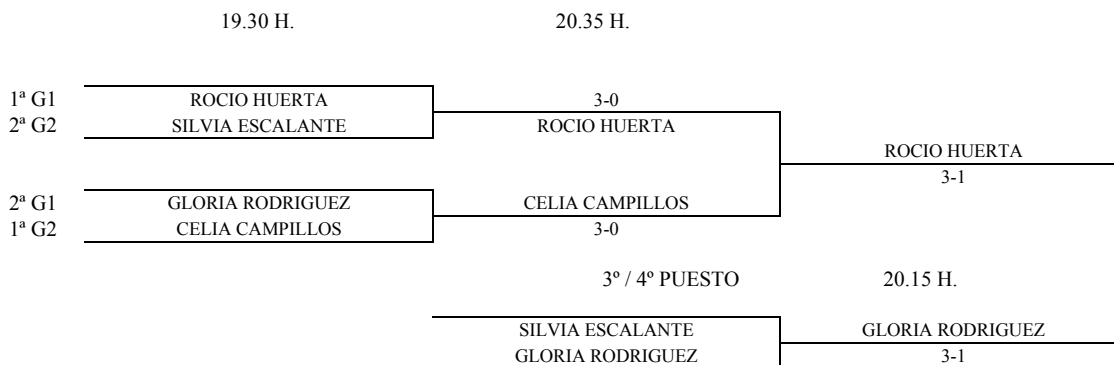 19.30 H. 20.35 H.
1ª G1 ROCIO HUERTA 3-0
2ª G2 SILVIA ESCALANTE ROCIO HUERTA
ROCIO HUERTA
3-1
2ª G1 GLORIA RODRIGUEZ CELIA CAMPILLOS
1ª G2 CELIA CAMPILLOS 3-0
3º / 4º PUESTO 20.15 H.
SILVIA ESCALANTE GLORIA RODRIGUEZ
GLORIA RODRIGUEZ 3-1